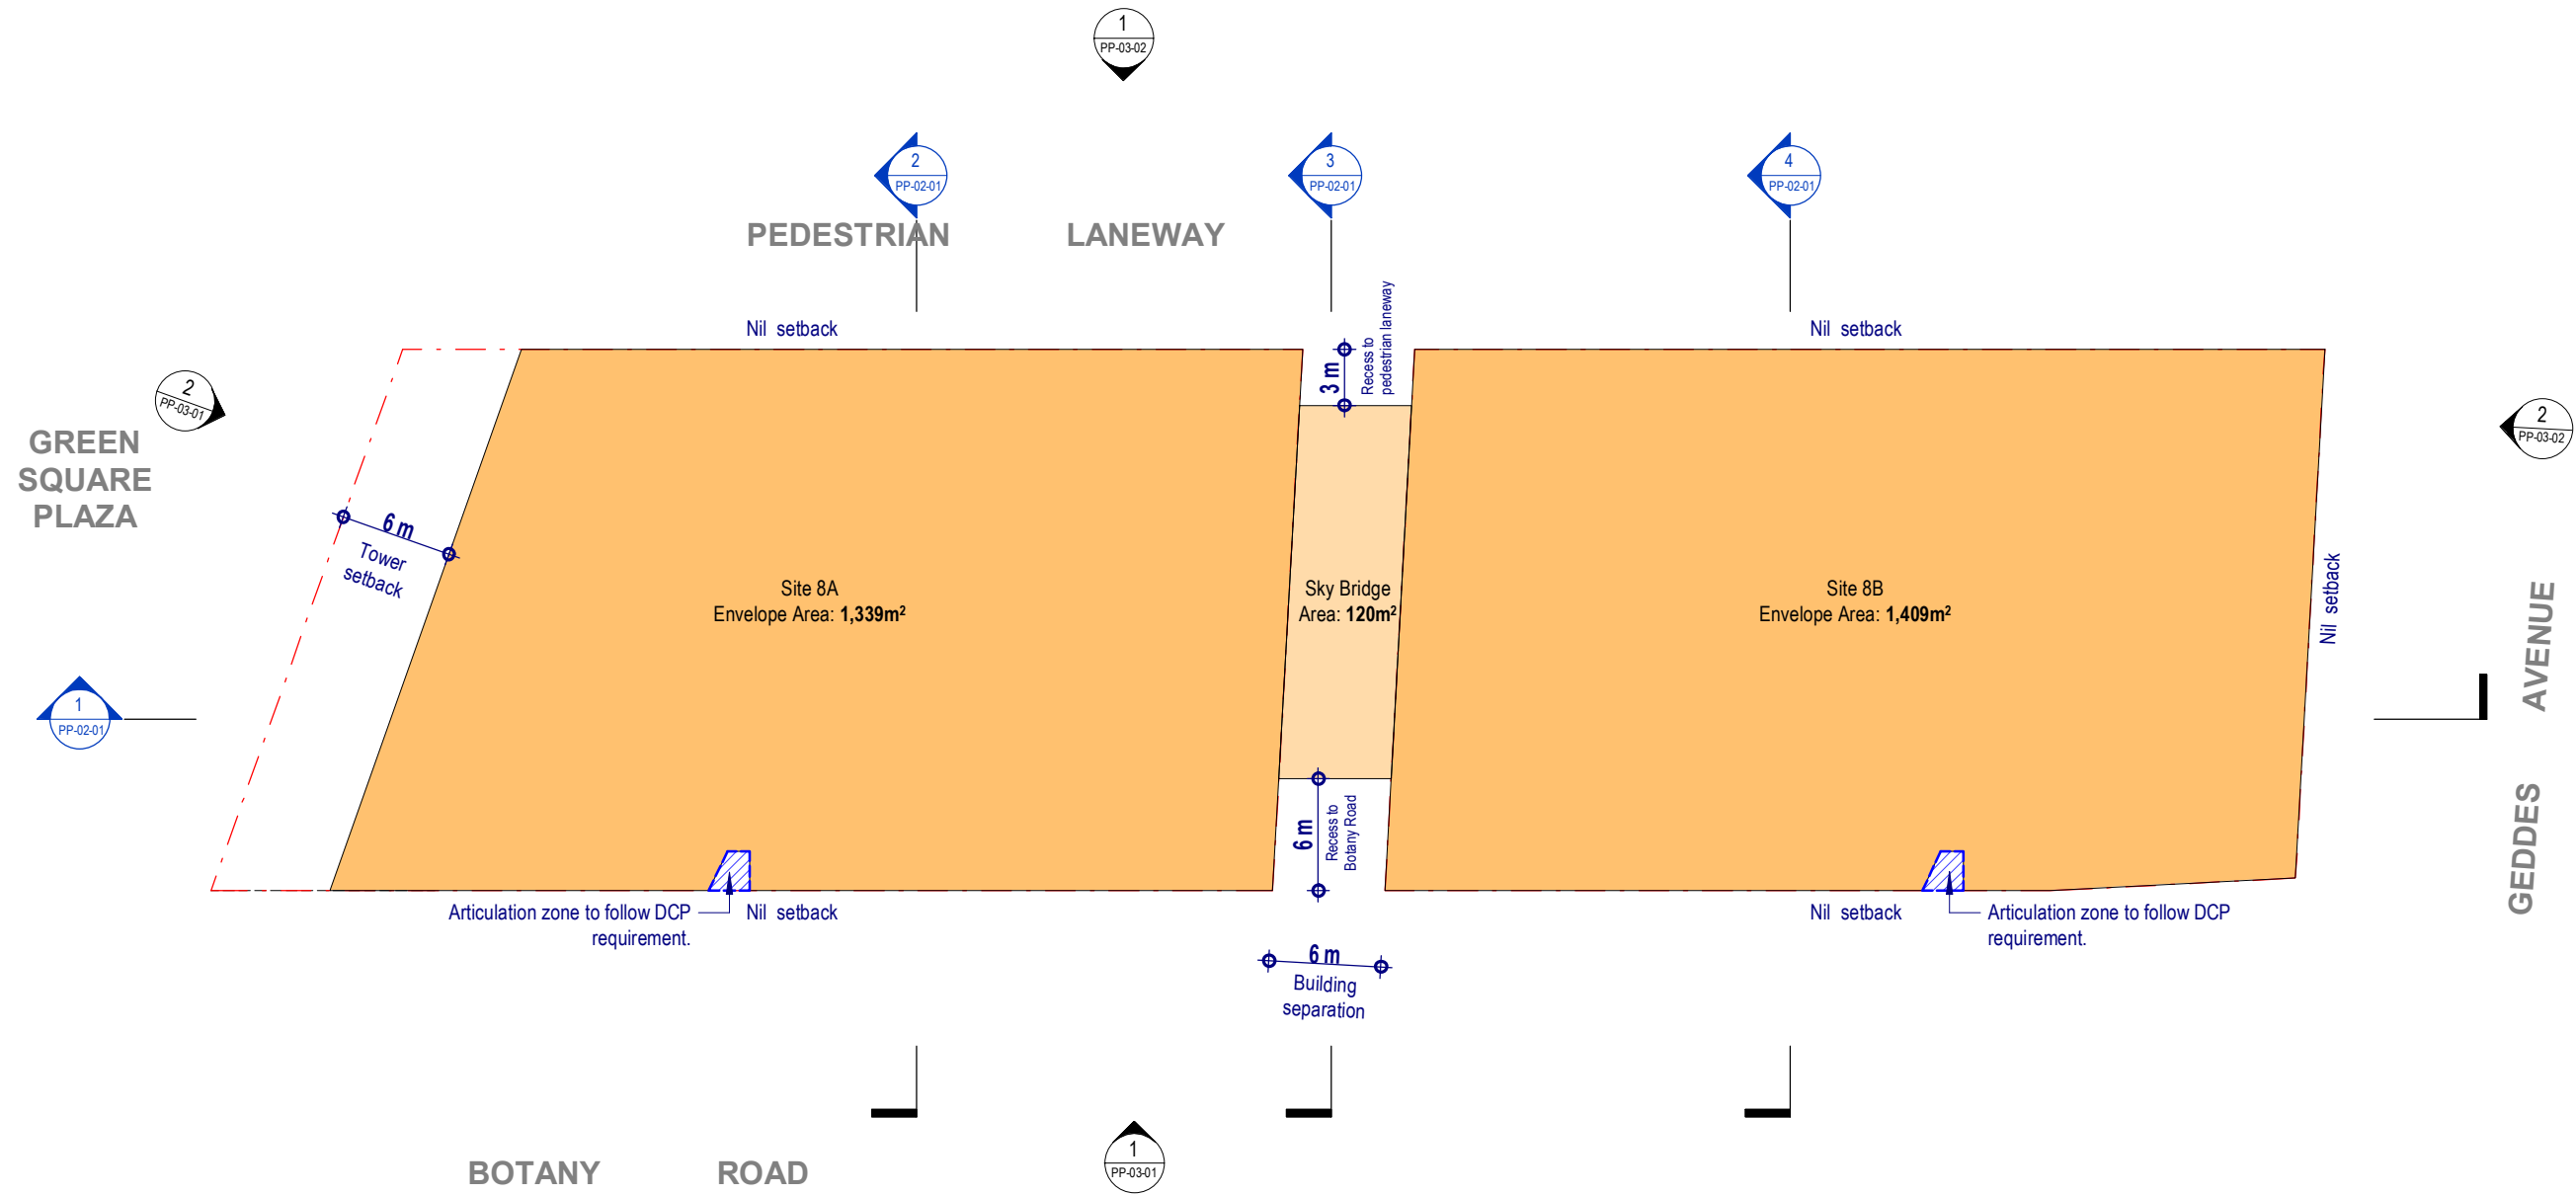 1
PP-03-02
2
PP-02-01
3
PP-02-01
4
PP-02-01
PEDESTRIAN LANEWAY
Nil setback
3 m
Recess to
pedestrian laneway
Nil setback
2
PP-03-01
GREEN
SQUARE
PLAZA
6 m
Tower
setback
2
PP-03-02
Site 8A
Envelope Area: 1,339m²
Sky Bridge
Area: 120m²
Site 8B
Envelope Area: 1,409m²
Nil setback
GEDDES AVENUE
1
PP-02-01
6 m
Recess to
Botany Road
Articulation zone to follow DCP
requirement.
Nil setback
Nil setback
Articulation zone to follow DCP
requirement.
6 m
Building
separation
BOTANY ROAD
1
PP-03-01